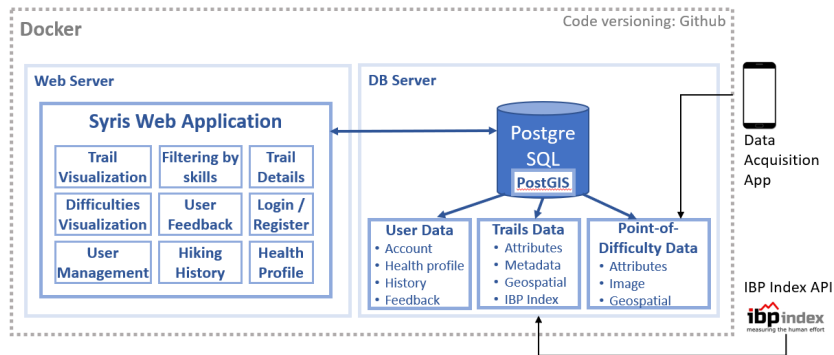 Docker
Code versioning: Github
Web Server
Syris Web Application
Trail
Visualization
Filtering by
skills
Trail
Details
Difficulties
Visualization
User
Feedback
Login /
Register
User
Management
Hiking
History
Health
Profile
DB Server
Postgre
SQL
PostGIS
User Data
• Account
• Health profile
• History
• Feedback
Trails Data
• Attributes
• Metadata
• Geospatial
• IBP Index
Point-of-
Difficulty Data
• Attributes
• Image
• Geospatial
Data
Acquisition
App
IBP Index API
ibpindex
measuring the human effort